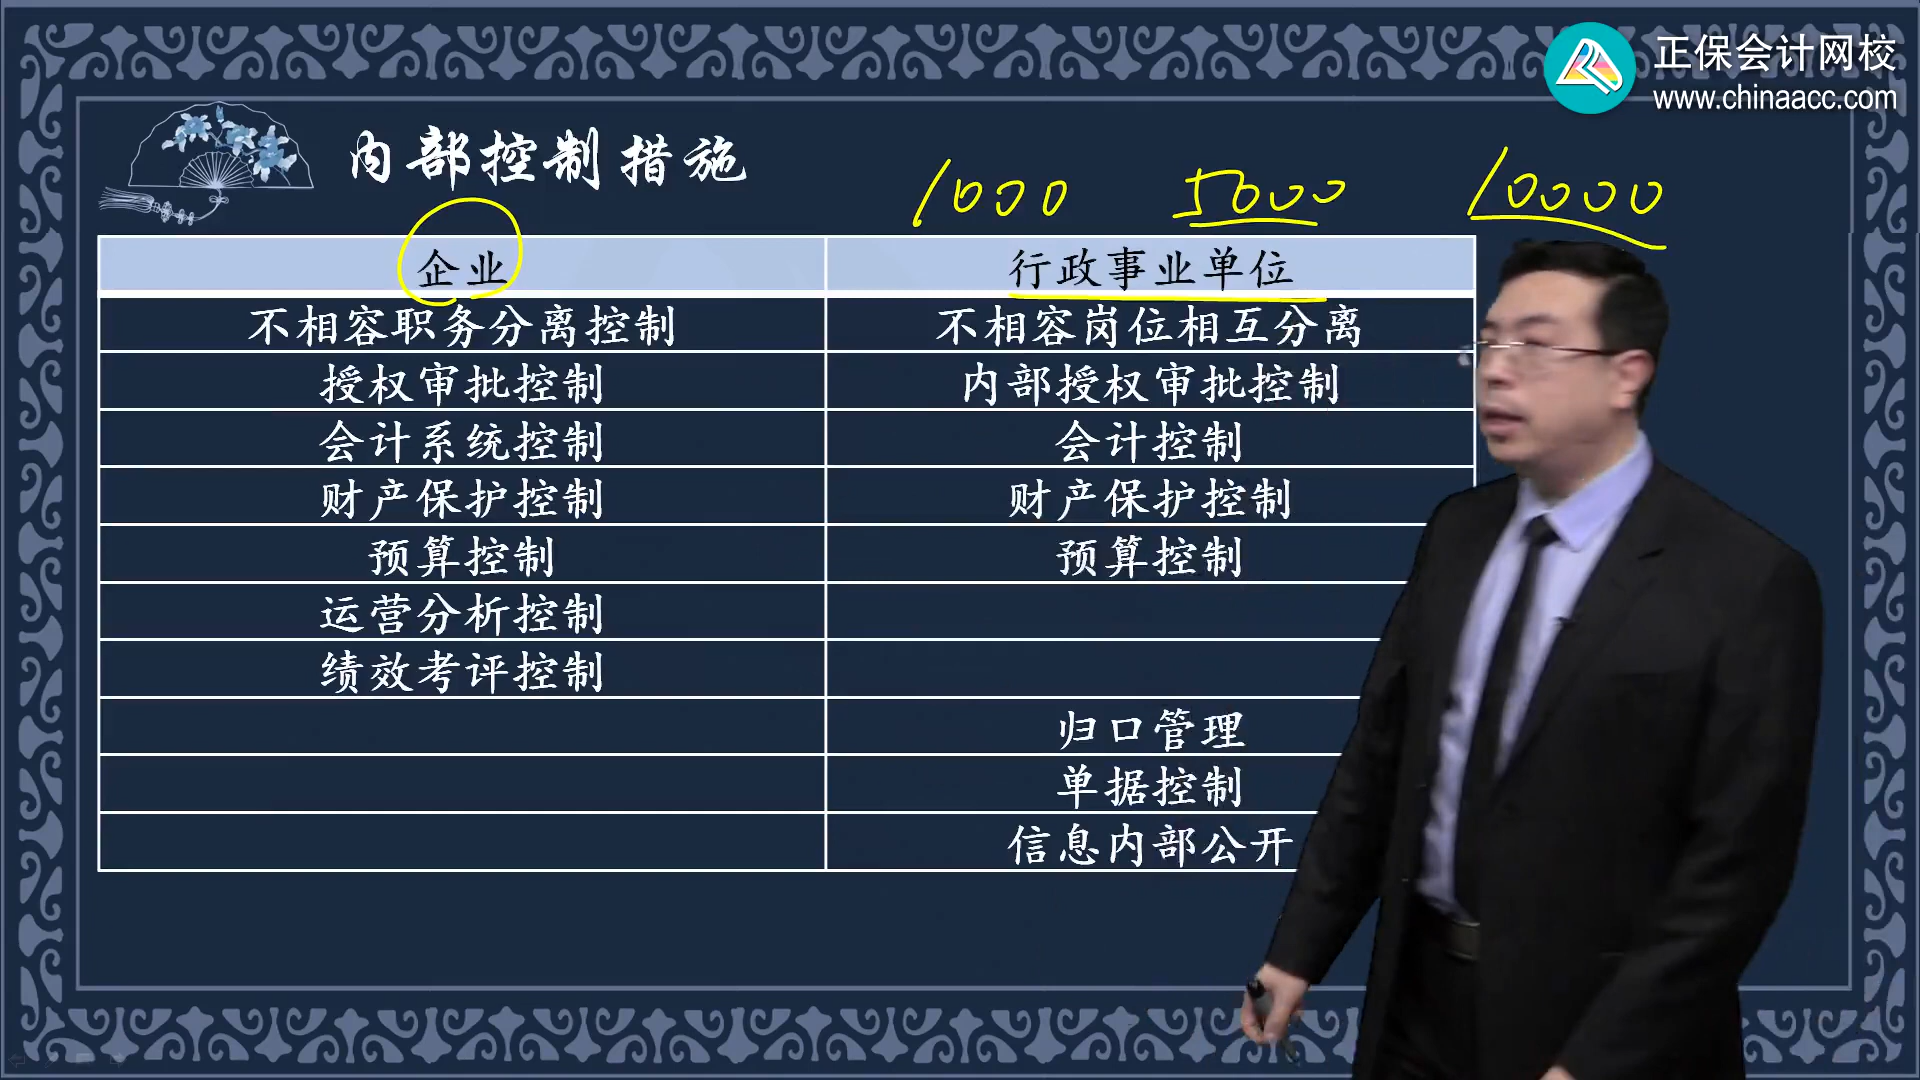 正保会计网校
www.chinaacc.com
内部控制措施
1000 5000 10000
企业 行政事业单位
不相容职务分离控制 不相容岗位相互分离
授权审批控制 内部授权审批控制
会计系统控制 会计控制
财产保护控制 财产保护控制
预算控制 预算控制
运营分析控制
绩效考评控制
归口管理
单据控制
信息内部公开